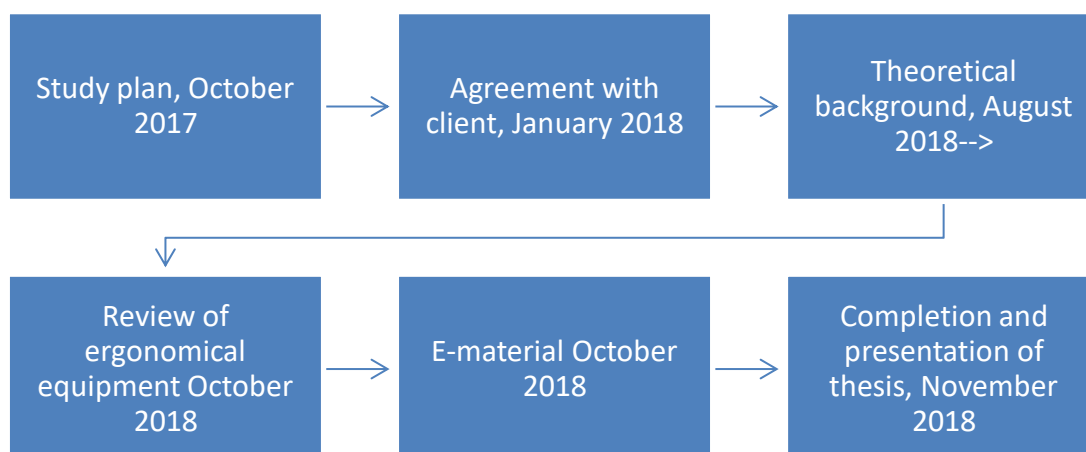 Study plan, October
2017
Agreement with
client, January 2018
Theoretical
background, August
2018-->
Review of
ergonomical
equipment October
2018
E-material October
2018
Completion and
presentation of
thesis, November
2018